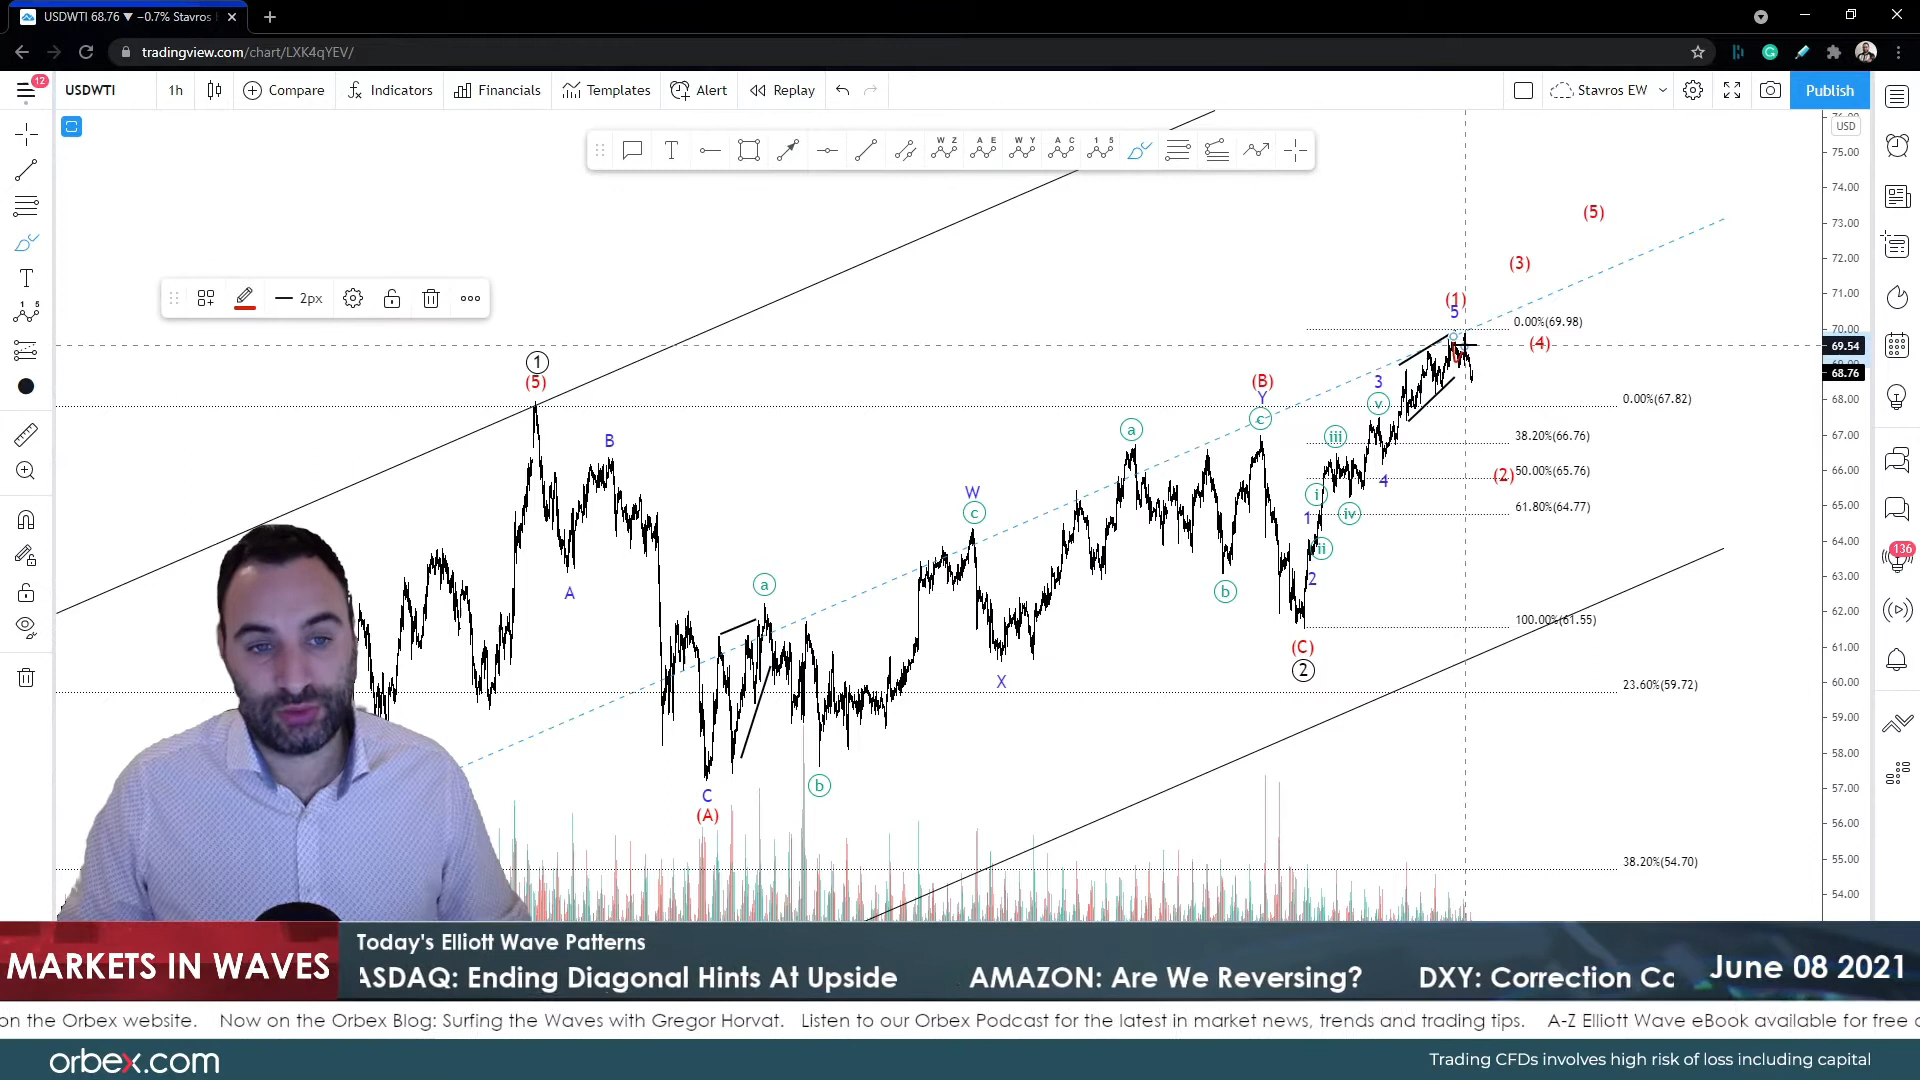 USDWTI 68.76 ▼ −0.7% Stavros
tradingview.com/chart/LXK4qYEV/
12
USDWTI 1h Compare Indicators Financials Templates Alert Replay Stavros EW Publish
USD
W Z A E W Y A C 1 5
2px
1 5
75.00
74.00
73.00
72.00
71.00
70.00
69.54
68.76
68.00
67.00
66.00
65.00
64.00
63.00
62.00
61.00
60.00
59.00
58.00
57.00
56.00
55.00
54.00
136
(5)
(3)
(1)
5
0.00%(69.98)
(4)
1
(5)
(B)
Y
c
3
v
0.00%(67.82)
B
a
iii
38.20%(66.76)
(2)
50.00%(65.76)
4
W
c
i
1
iv
61.80%(64.77)
ii
2
A
a
b
100.00%(61.55)
(C)
2
X
23.60%(59.72)
b
C
(A)
38.20%(54.70)
MARKETS IN WAVES
Today's Elliott Wave Patterns
ASDAQ: Ending Diagonal Hints At Upside AMAZON: Are We Reversing? DXY: Correction Co
June 08 2021
on the Orbex website. Now on the Orbex Blog: Surfing the Waves with Gregor Horvat. Listen to our Orbex Podcast for the latest in market news, trends and trading tips. A-Z Elliott Wave eBook available for free
orbex.com
Trading CFDs involves high risk of loss including capital